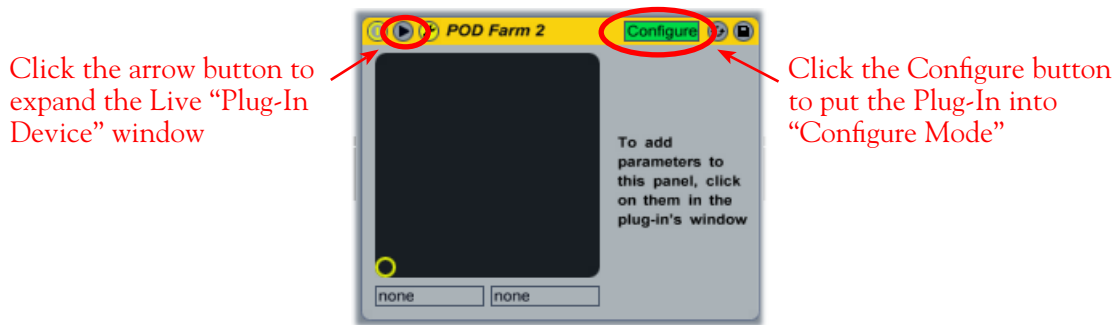 POD Farm 2
Configure
Click the arrow button to
expand the Live “Plug-In
Device” window
Click the Configure button
to put the Plug-In into
“Configure Mode”
To add
parameters to
this panel, click
on them in the
plug-in's window
none
none